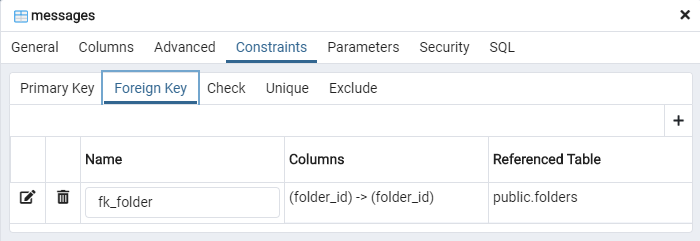 messages
General Columns Advanced Constraints Parameters Security SQL
Primary Key Foreign Key Check Unique Exclude
Name Columns Referenced Table
fk_folder (folder_id) -> (folder_id) public.folders